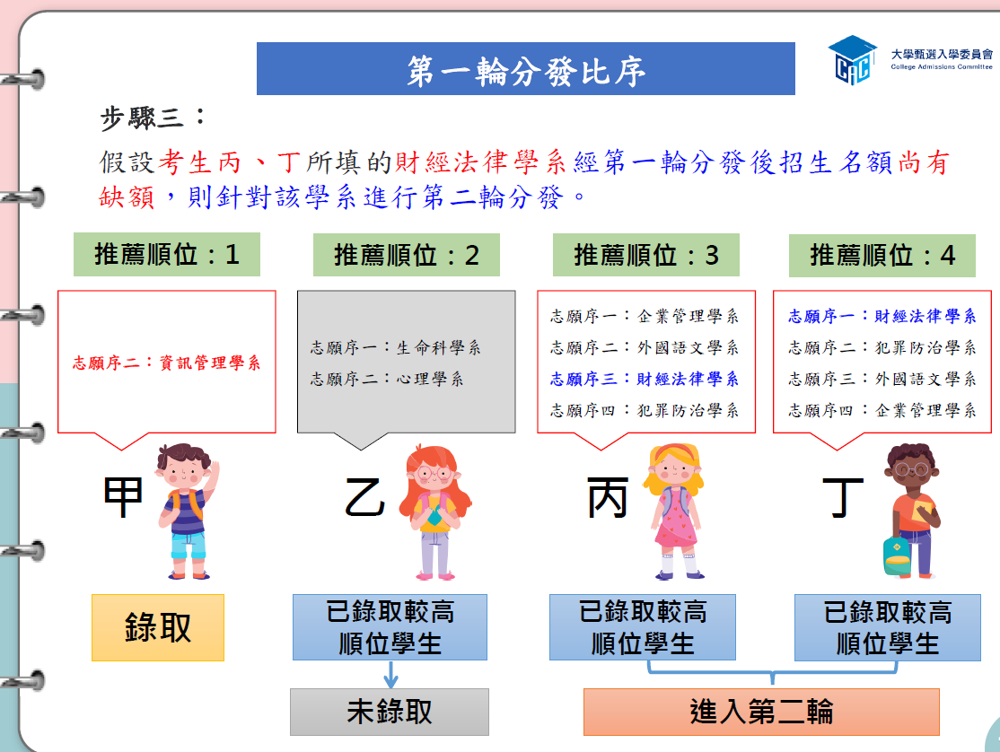 第一輪分發比序
大學甄選入學委員會
College Admissions Committee
步驟三：
假設考生丙、丁所填的財經法律學系經第一輪分發後招生名額尚有
缺額，則針對該學系進行第二輪分發。
推薦順位：1
推薦順位：2
推薦順位：3
推薦順位：4
志願序二：資訊管理學系
志願序一：生命科學系
志願序二：心理學系
志願序一：企業管理學系
志願序二：外國語文學系
志願序三：財經法律學系
志願序四：犯罪防治學系
志願序一：財經法律學系
志願序二：犯罪防治學系
志願序三：外國語文學系
志願序四：企業管理學系
甲
乙
丙
丁
錄取
已錄取較高
順位學生
已錄取較高
順位學生
已錄取較高
順位學生
未錄取
進入第二輪